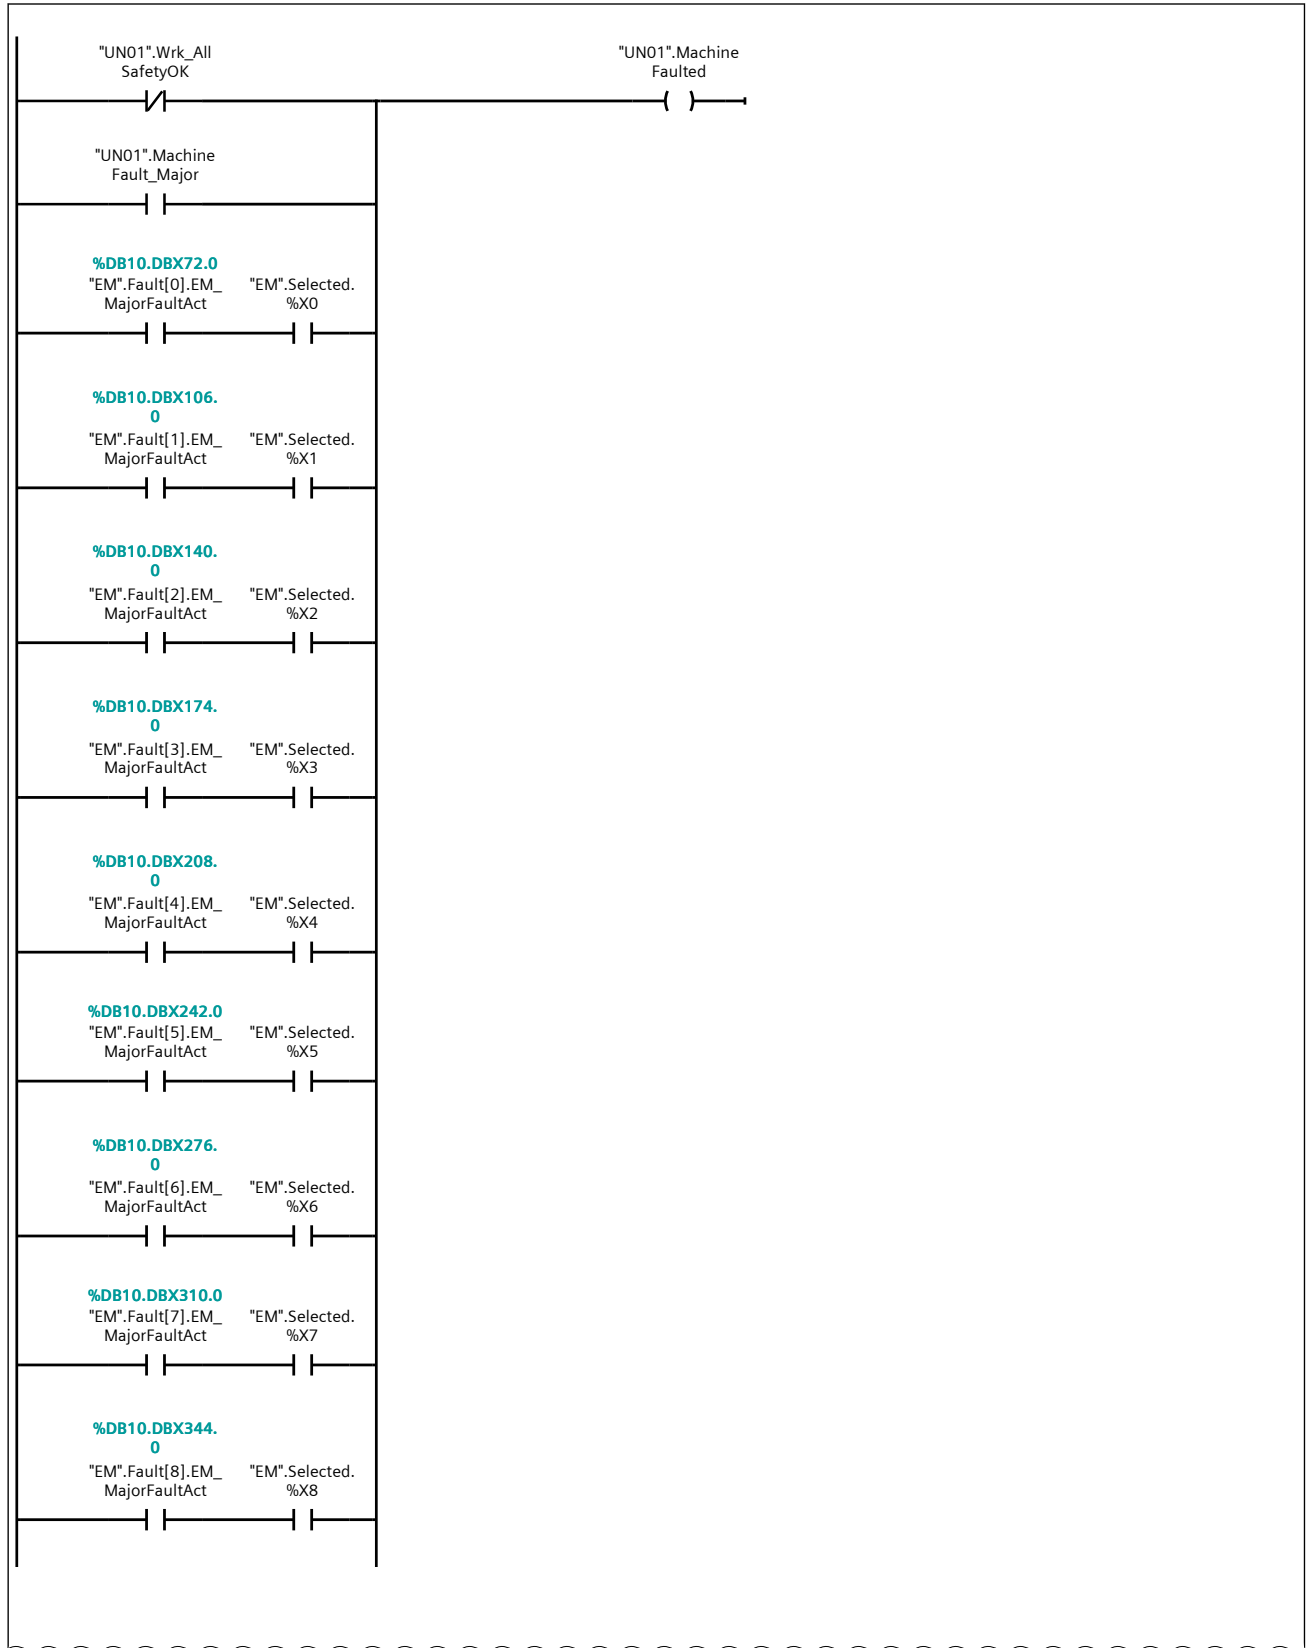 "UN01".Wrk_All
SafetyOK
"UN01".Machine
Faulted
"UN01".Machine
Fault_Major
%DB10.DBX72.0
"EM".Fault[0].EM_
MajorFaultAct
"EM".Selected.
%X0
%DB10.DBX106.
0
"EM".Fault[1].EM_
MajorFaultAct
"EM".Selected.
%X1
%DB10.DBX140.
0
"EM".Fault[2].EM_
MajorFaultAct
"EM".Selected.
%X2
%DB10.DBX174.
0
"EM".Fault[3].EM_
MajorFaultAct
"EM".Selected.
%X3
%DB10.DBX208.
0
"EM".Fault[4].EM_
MajorFaultAct
"EM".Selected.
%X4
%DB10.DBX242.0
"EM".Fault[5].EM_
MajorFaultAct
"EM".Selected.
%X5
%DB10.DBX276.
0
"EM".Fault[6].EM_
MajorFaultAct
"EM".Selected.
%X6
%DB10.DBX310.0
"EM".Fault[7].EM_
MajorFaultAct
"EM".Selected.
%X7
%DB10.DBX344.
0
"EM".Fault[8].EM_
MajorFaultAct
"EM".Selected.
%X8